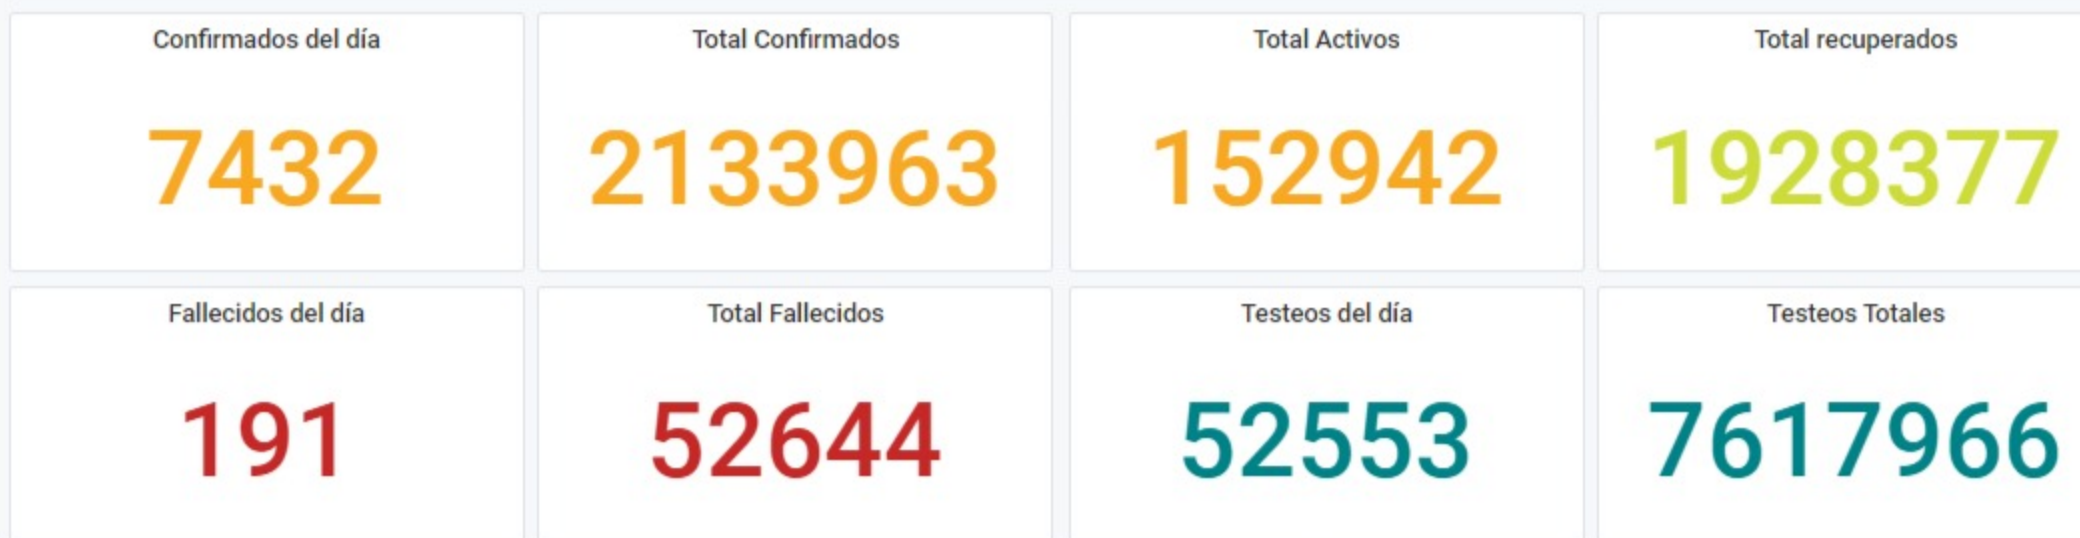 Confirmados del día
Total Confirmados
Total Activos
Total recuperados
7432
2133963
152942
1928377
Fallecidos del día
Total Fallecidos
Testeos del día
Testeos Totales
191
52644
52553
7617966